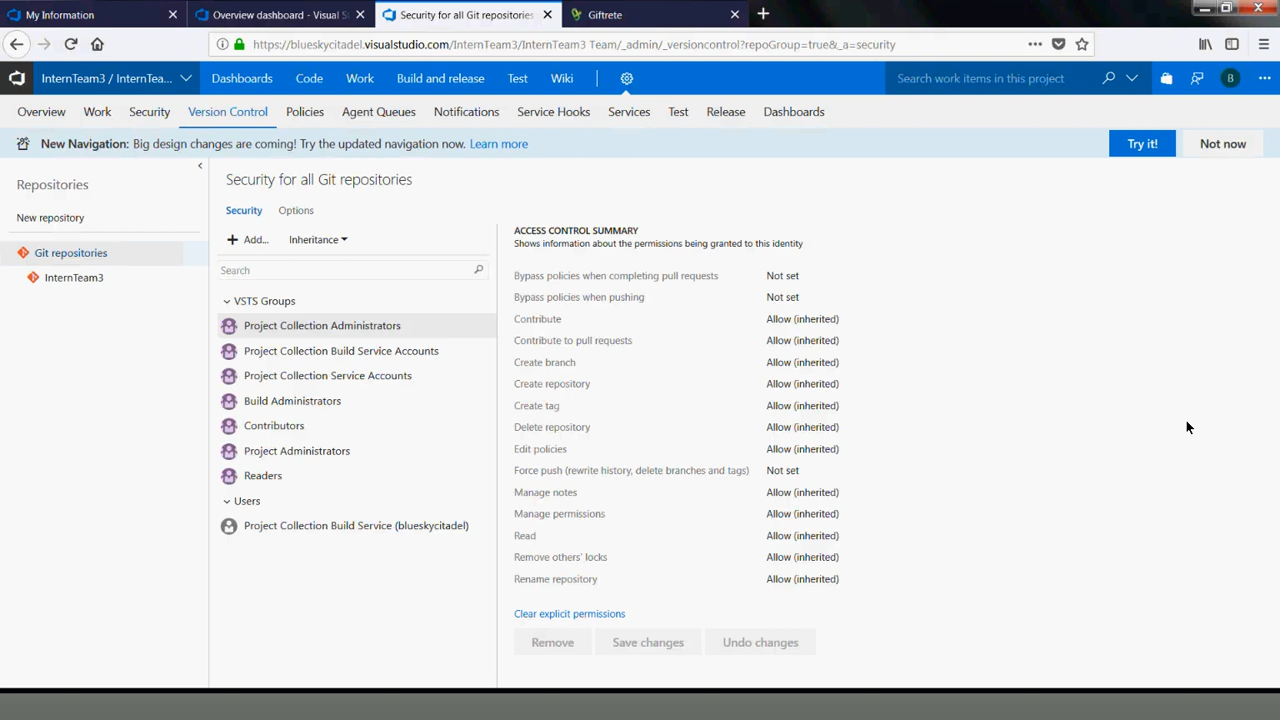 My Information
Overview dashboard - Visual S
Security for all Git repositories
Giftrete
https://blueskycitadel.visualstudio.com/InternTeam3/InternTeam3 Team/_admin/_versioncontrol?repoGroup=true&_a=security
InternTeam3 / InternTea...
Dashboards
Code
Work
Build and release
Test
Wiki
Search work items in this project
B
Overview
Work
Security
Version Control
Policies
Agent Queues
Notifications
Service Hooks
Services
Test
Release
Dashboards
New Navigation: Big design changes are coming! Try the updated navigation now. Learn more
Try it!
Not now
Repositories
New repository
Git repositories
InternTeam3
Security for all Git repositories
Security
Options
Add...
Inheritance
Search
VSTS Groups
Project Collection Administrators
Project Collection Build Service Accounts
Project Collection Service Accounts
Build Administrators
Contributors
Project Administrators
Readers
Users
Project Collection Build Service (blueskycitadel)
ACCESS CONTROL SUMMARY
Shows information about the permissions being granted to this identity
Bypass policies when completing pull requests Not set
Bypass policies when pushing Not set
Contribute Allow (inherited)
Contribute to pull requests Allow (inherited)
Create branch Allow (inherited)
Create repository Allow (inherited)
Create tag Allow (inherited)
Delete repository Allow (inherited)
Edit policies Allow (inherited)
Force push (rewrite history, delete branches and tags) Not set
Manage notes Allow (inherited)
Manage permissions Allow (inherited)
Read Allow (inherited)
Remove others' locks Allow (inherited)
Rename repository Allow (inherited)
Clear explicit permissions
Remove
Save changes
Undo changes